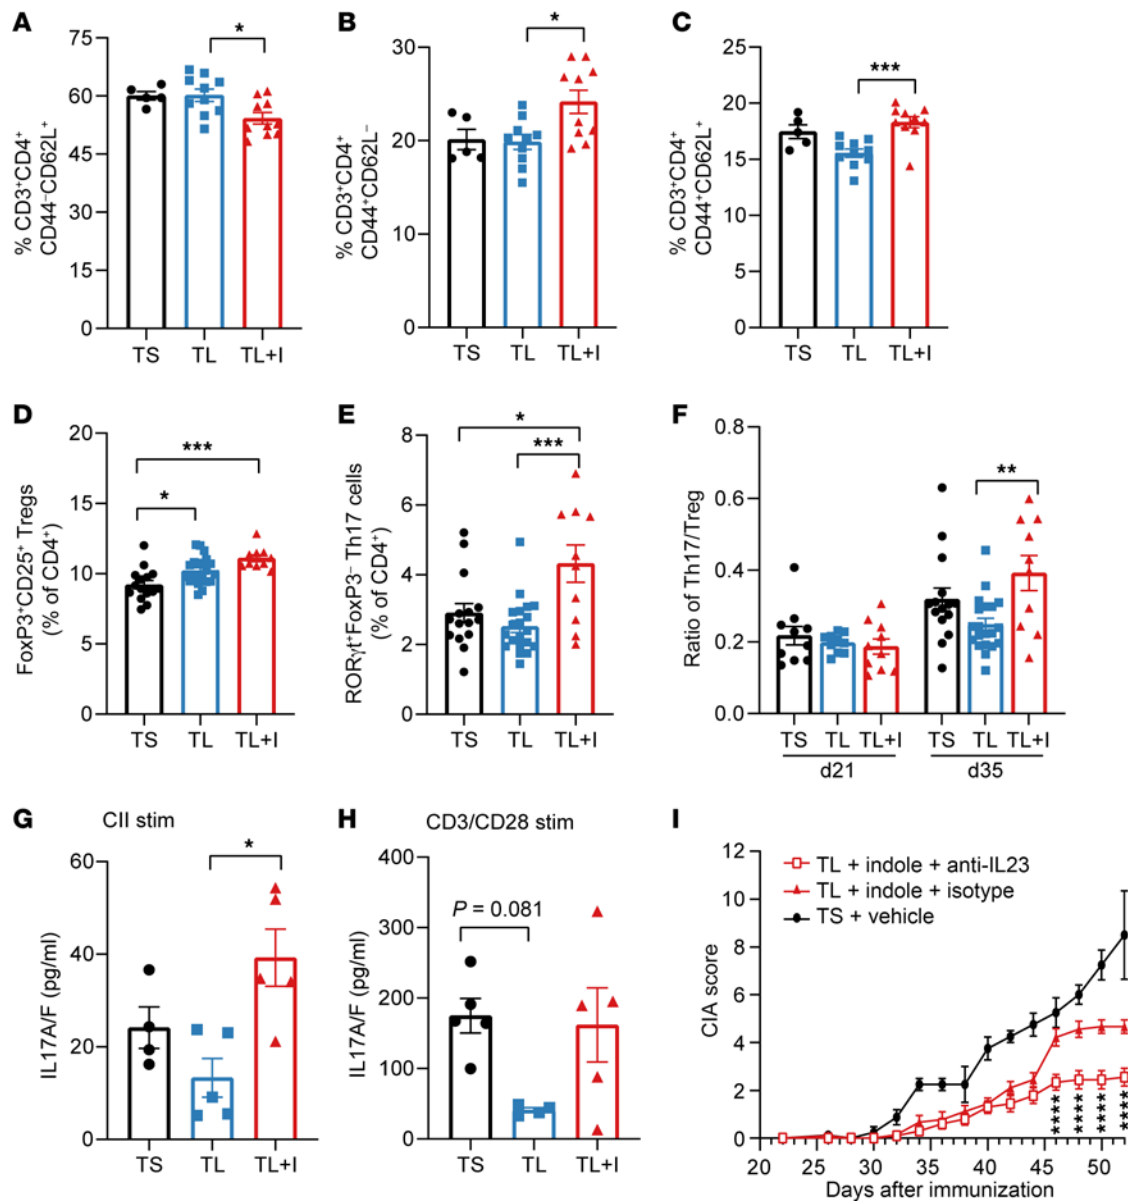 A
% CD3⁺CD4⁺
CD44⁻CD62L⁺
75
60
45
30
15
0
*
TS
TL
TL+I
B
% CD3⁺CD4⁺
CD44⁺CD62L⁻
30
20
10
0
*
TS
TL
TL+I
C
% CD3⁺CD4⁺
CD44⁺CD62L⁺
25
20
15
10
5
0
***
TS
TL
TL+I
D
FoxP3⁺CD25⁺ Tregs
(% of CD4⁺)
20
15
10
5
0
***
*
TS
TL
TL+I
E
RORγt⁺FoxP3⁻ Th17 cells
(% of CD4⁺)
8
6
4
2
0
*
***
TS
TL
TL+I
F
Ratio of Th17/Treg
0.8
0.6
0.4
0.2
0.0
**
TS
TL
TL+I
TS
TL
TL+I
d21
d35
G
CII stim
IL17A/F (pg/ml)
60
40
20
0
*
TS
TL
TL+I
H
CD3/CD28 stim
IL17A/F (pg/ml)
400
300
200
100
0
P = 0.081
TS
TL
TL+I
I
CIA score
12
10
8
6
4
2
0
TL + indole + anti-IL23
TL + indole + isotype
TS + vehicle
****
****
****
****
20
25
30
35
40
45
50
Days after immunization